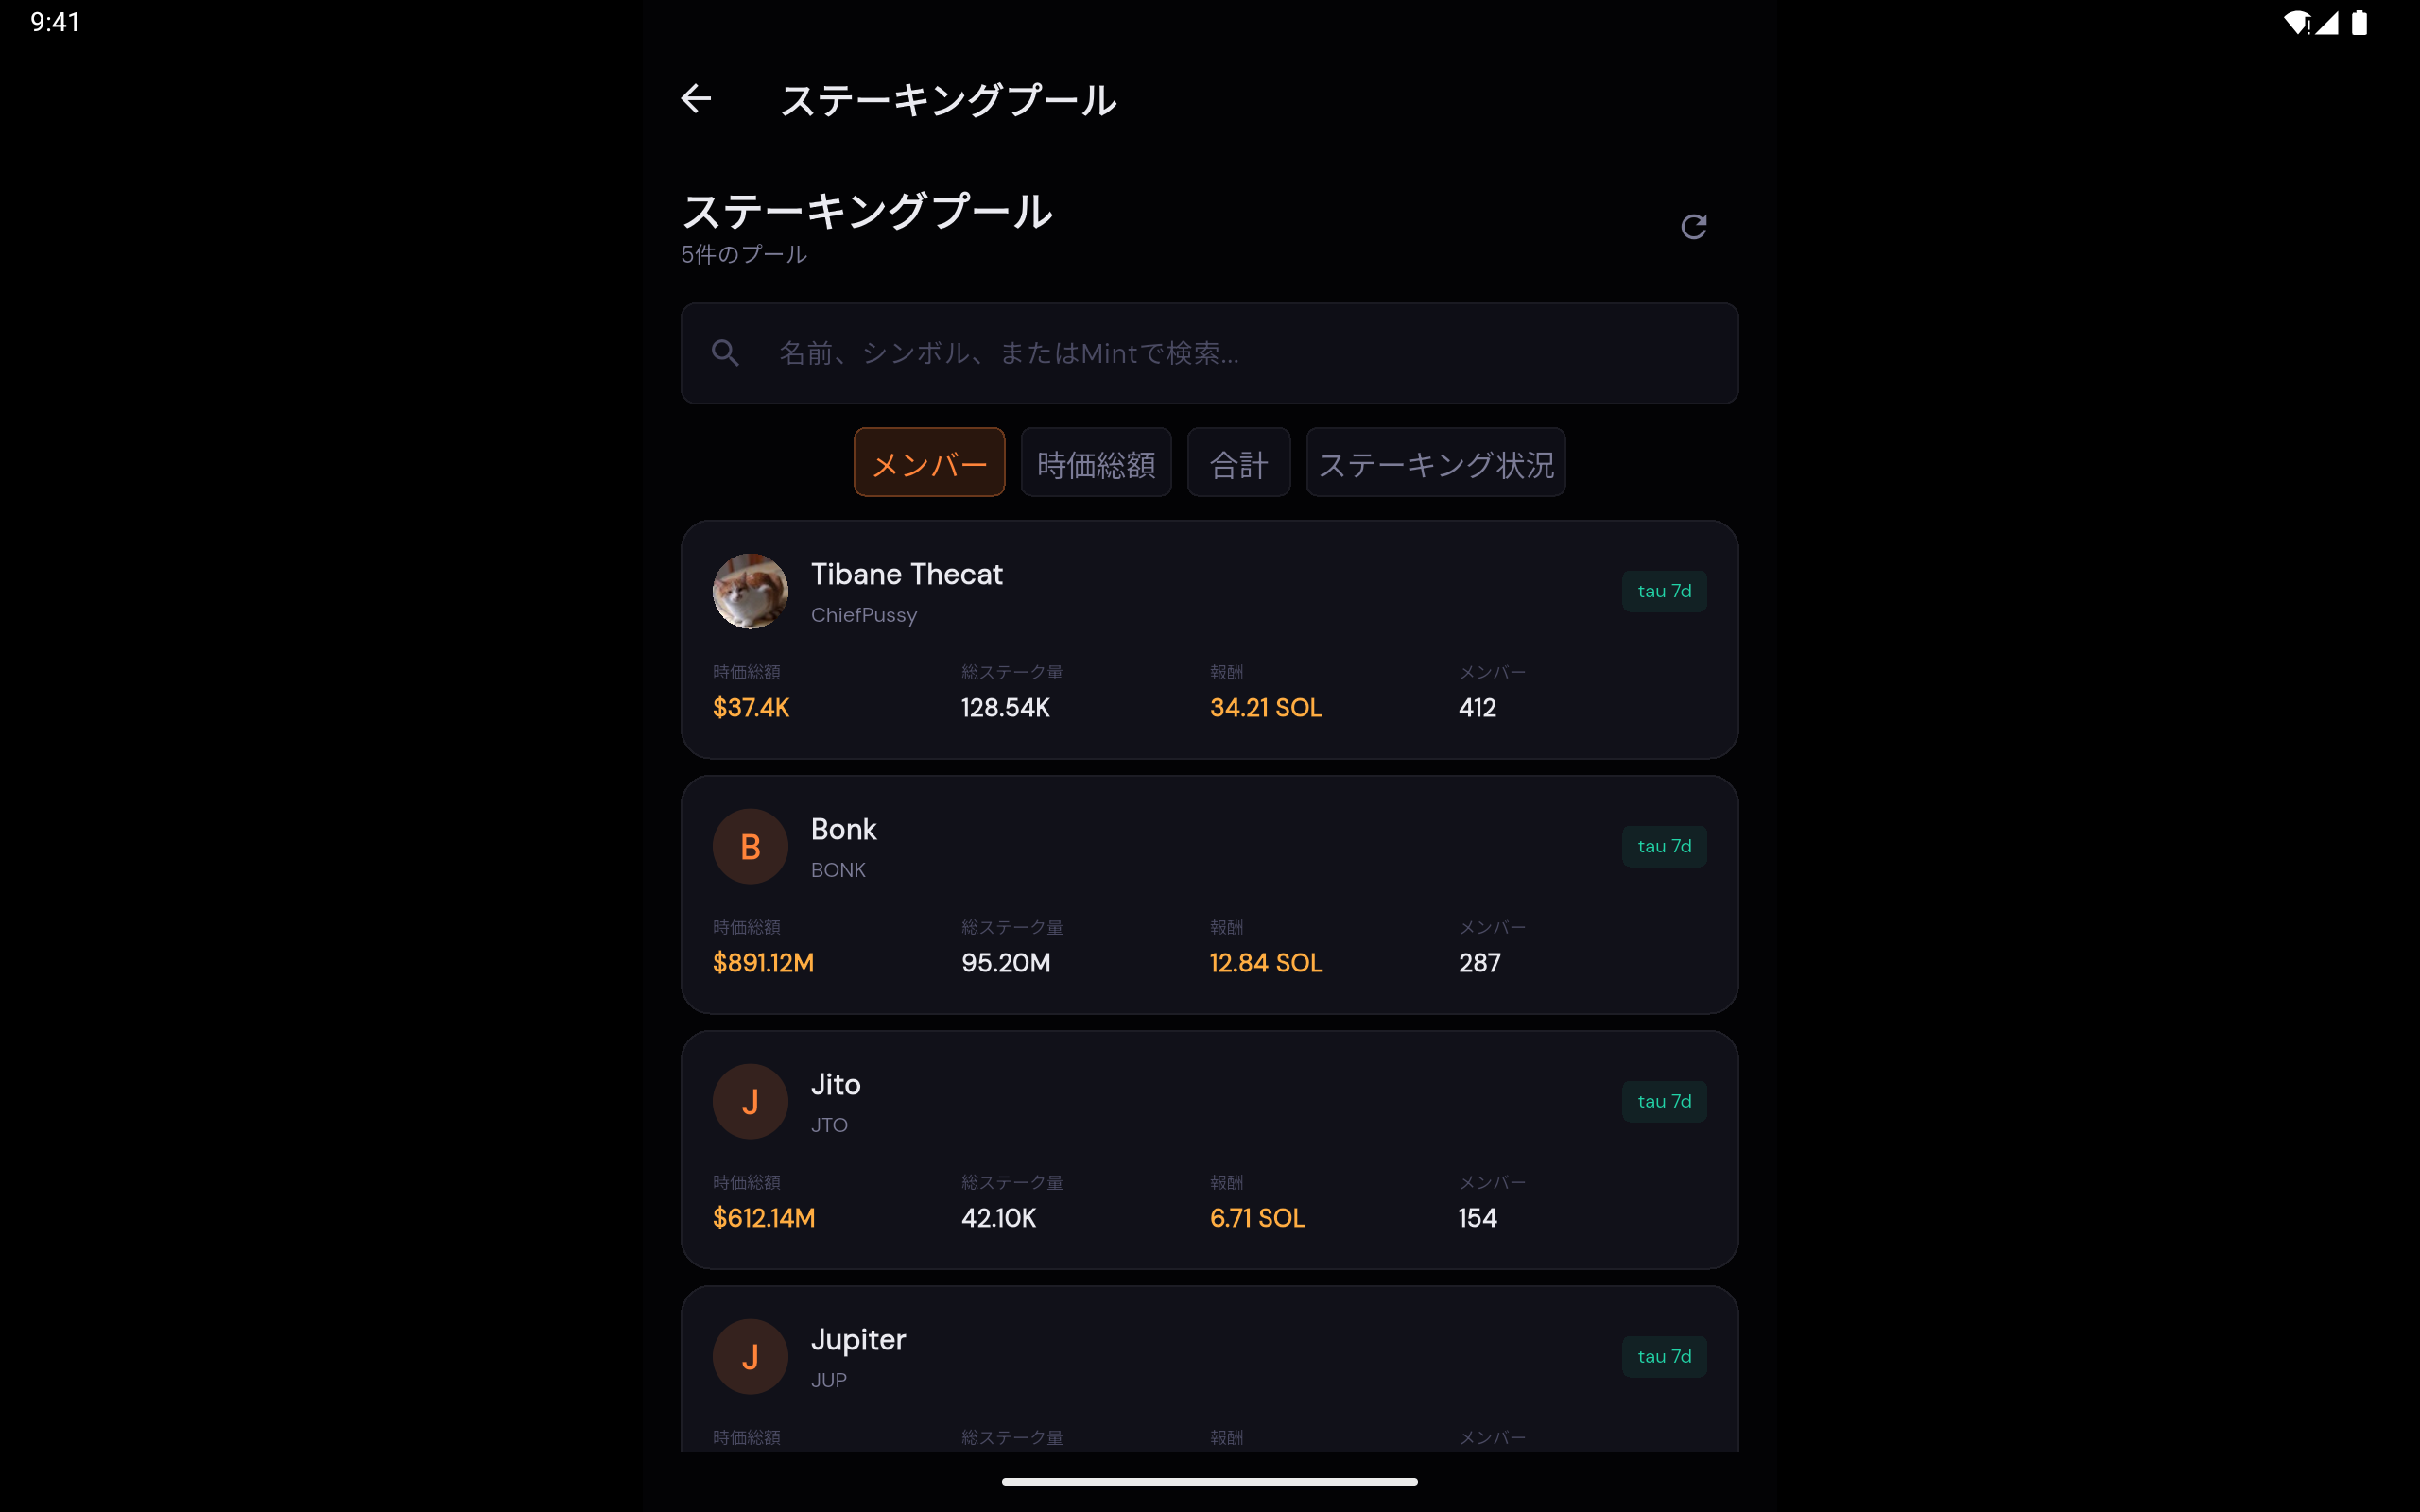 9:41
ステーキングプール
ステーキングプール
5件のプール
名前、シンボル、またはMintで検索...
メンバー 時価総額 合計 ステーキング状況
Tibane Thecat
ChiefPussy
tau 7d
時価総額 総ステーク量 報酬 メンバー
$37.4K 128.54K 34.21 SOL 412
B
Bonk
BONK
tau 7d
時価総額 総ステーク量 報酬 メンバー
$891.12M 95.20M 12.84 SOL 287
J
Jito
JTO
tau 7d
時価総額 総ステーク量 報酬 メンバー
$612.14M 42.10K 6.71 SOL 154
J
Jupiter
JUP
tau 7d
時価総額 総ステーク量 報酬 メンバー